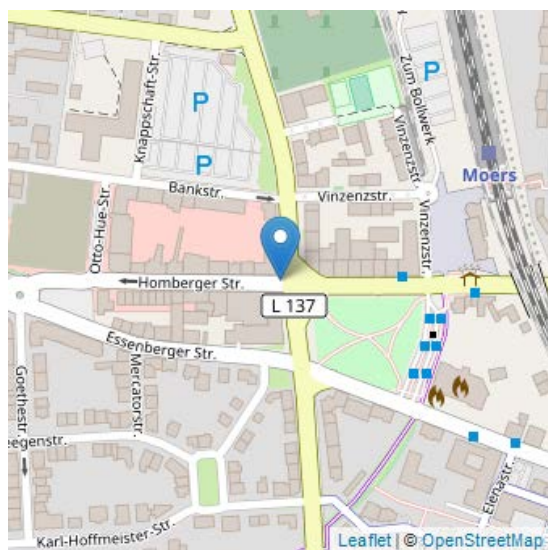 Knappschaft-Str.
P
P
Zum Bollwerk
P
Vinzenzstr.
Moers
Bankstr.
Vinzenzstr.
Vinzenzstr.
Otto-Hue-Str.
Homberger Str.
L 137
Essenberger Str.
Goethestr.
Mercatorstr.
eegenstr.
Elenastr.
Karl-Hoffmeister-Str.
Leaflet | © OpenStreetMap